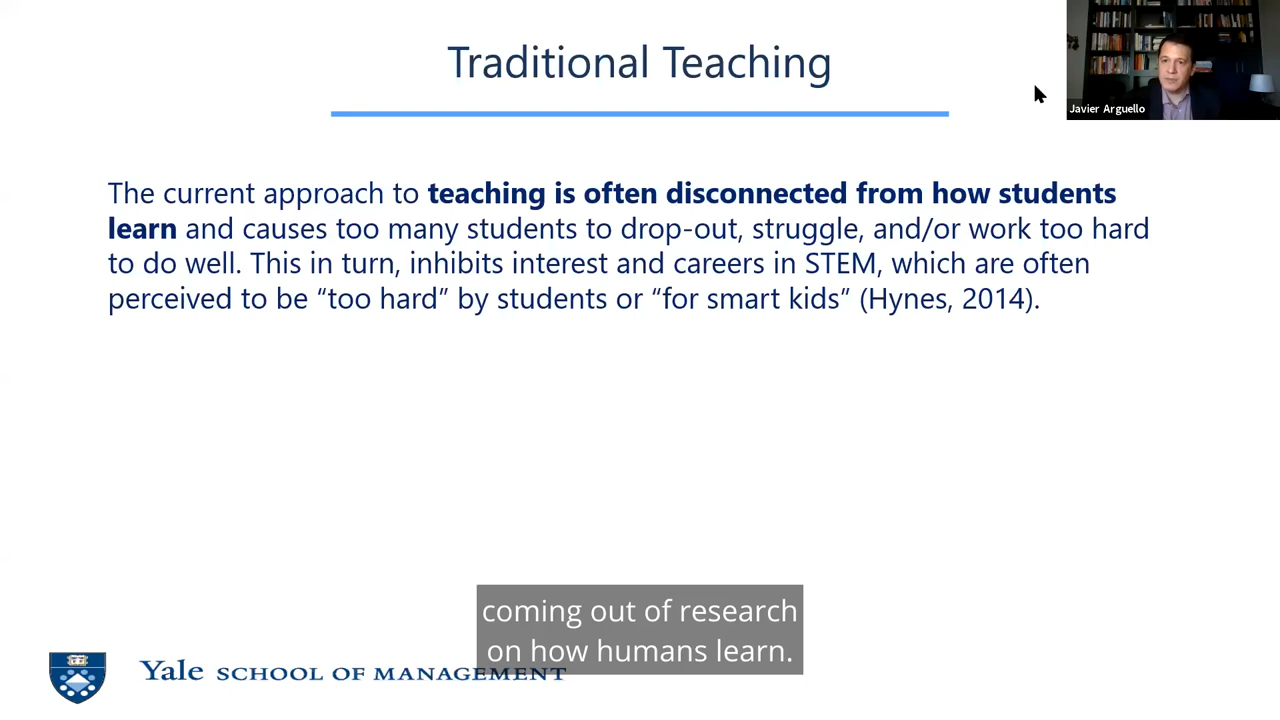 Traditional Teaching
Javier Arguello
The current approach to teaching is often disconnected from how students
learn and causes too many students to drop-out, struggle, and/or work too hard
to do well. This in turn, inhibits interest and careers in STEM, which are often
perceived to be “too hard” by students or “for smart kids” (Hynes, 2014).
coming out of research
on how humans learn.
Yale SCHOOL OF MANAGEMENT